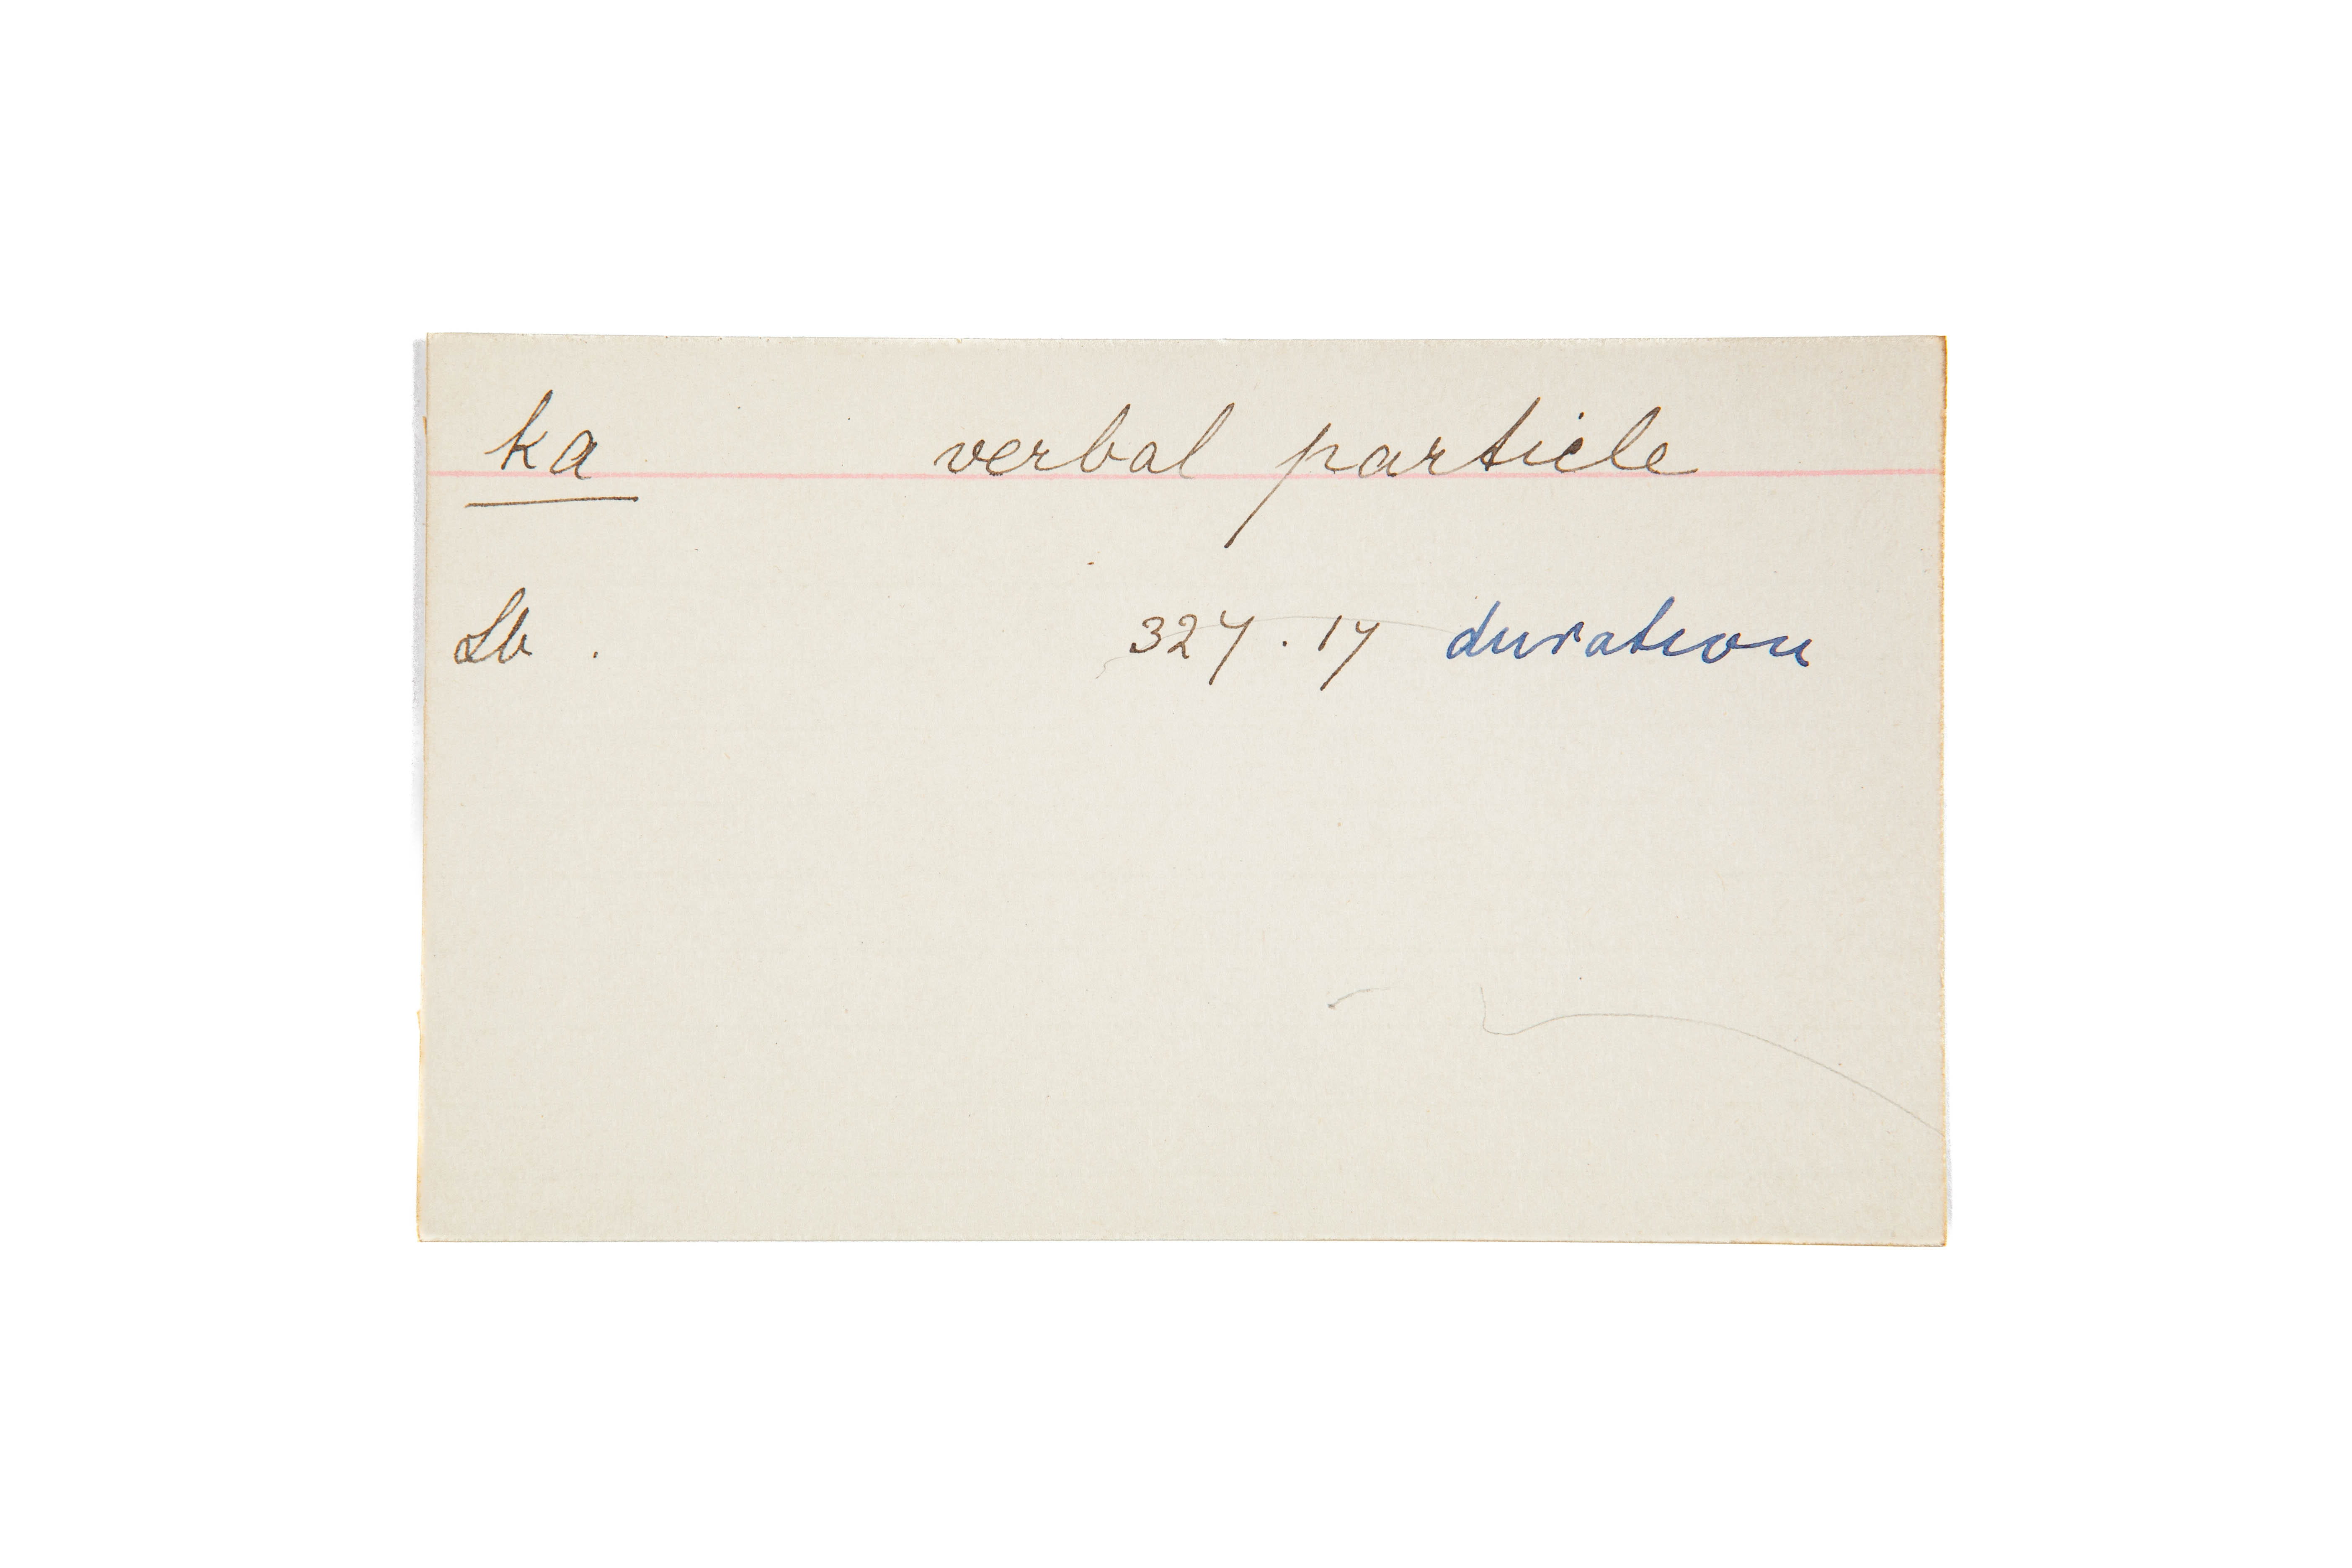 ka verbal particle
Lb . 327.17 duration